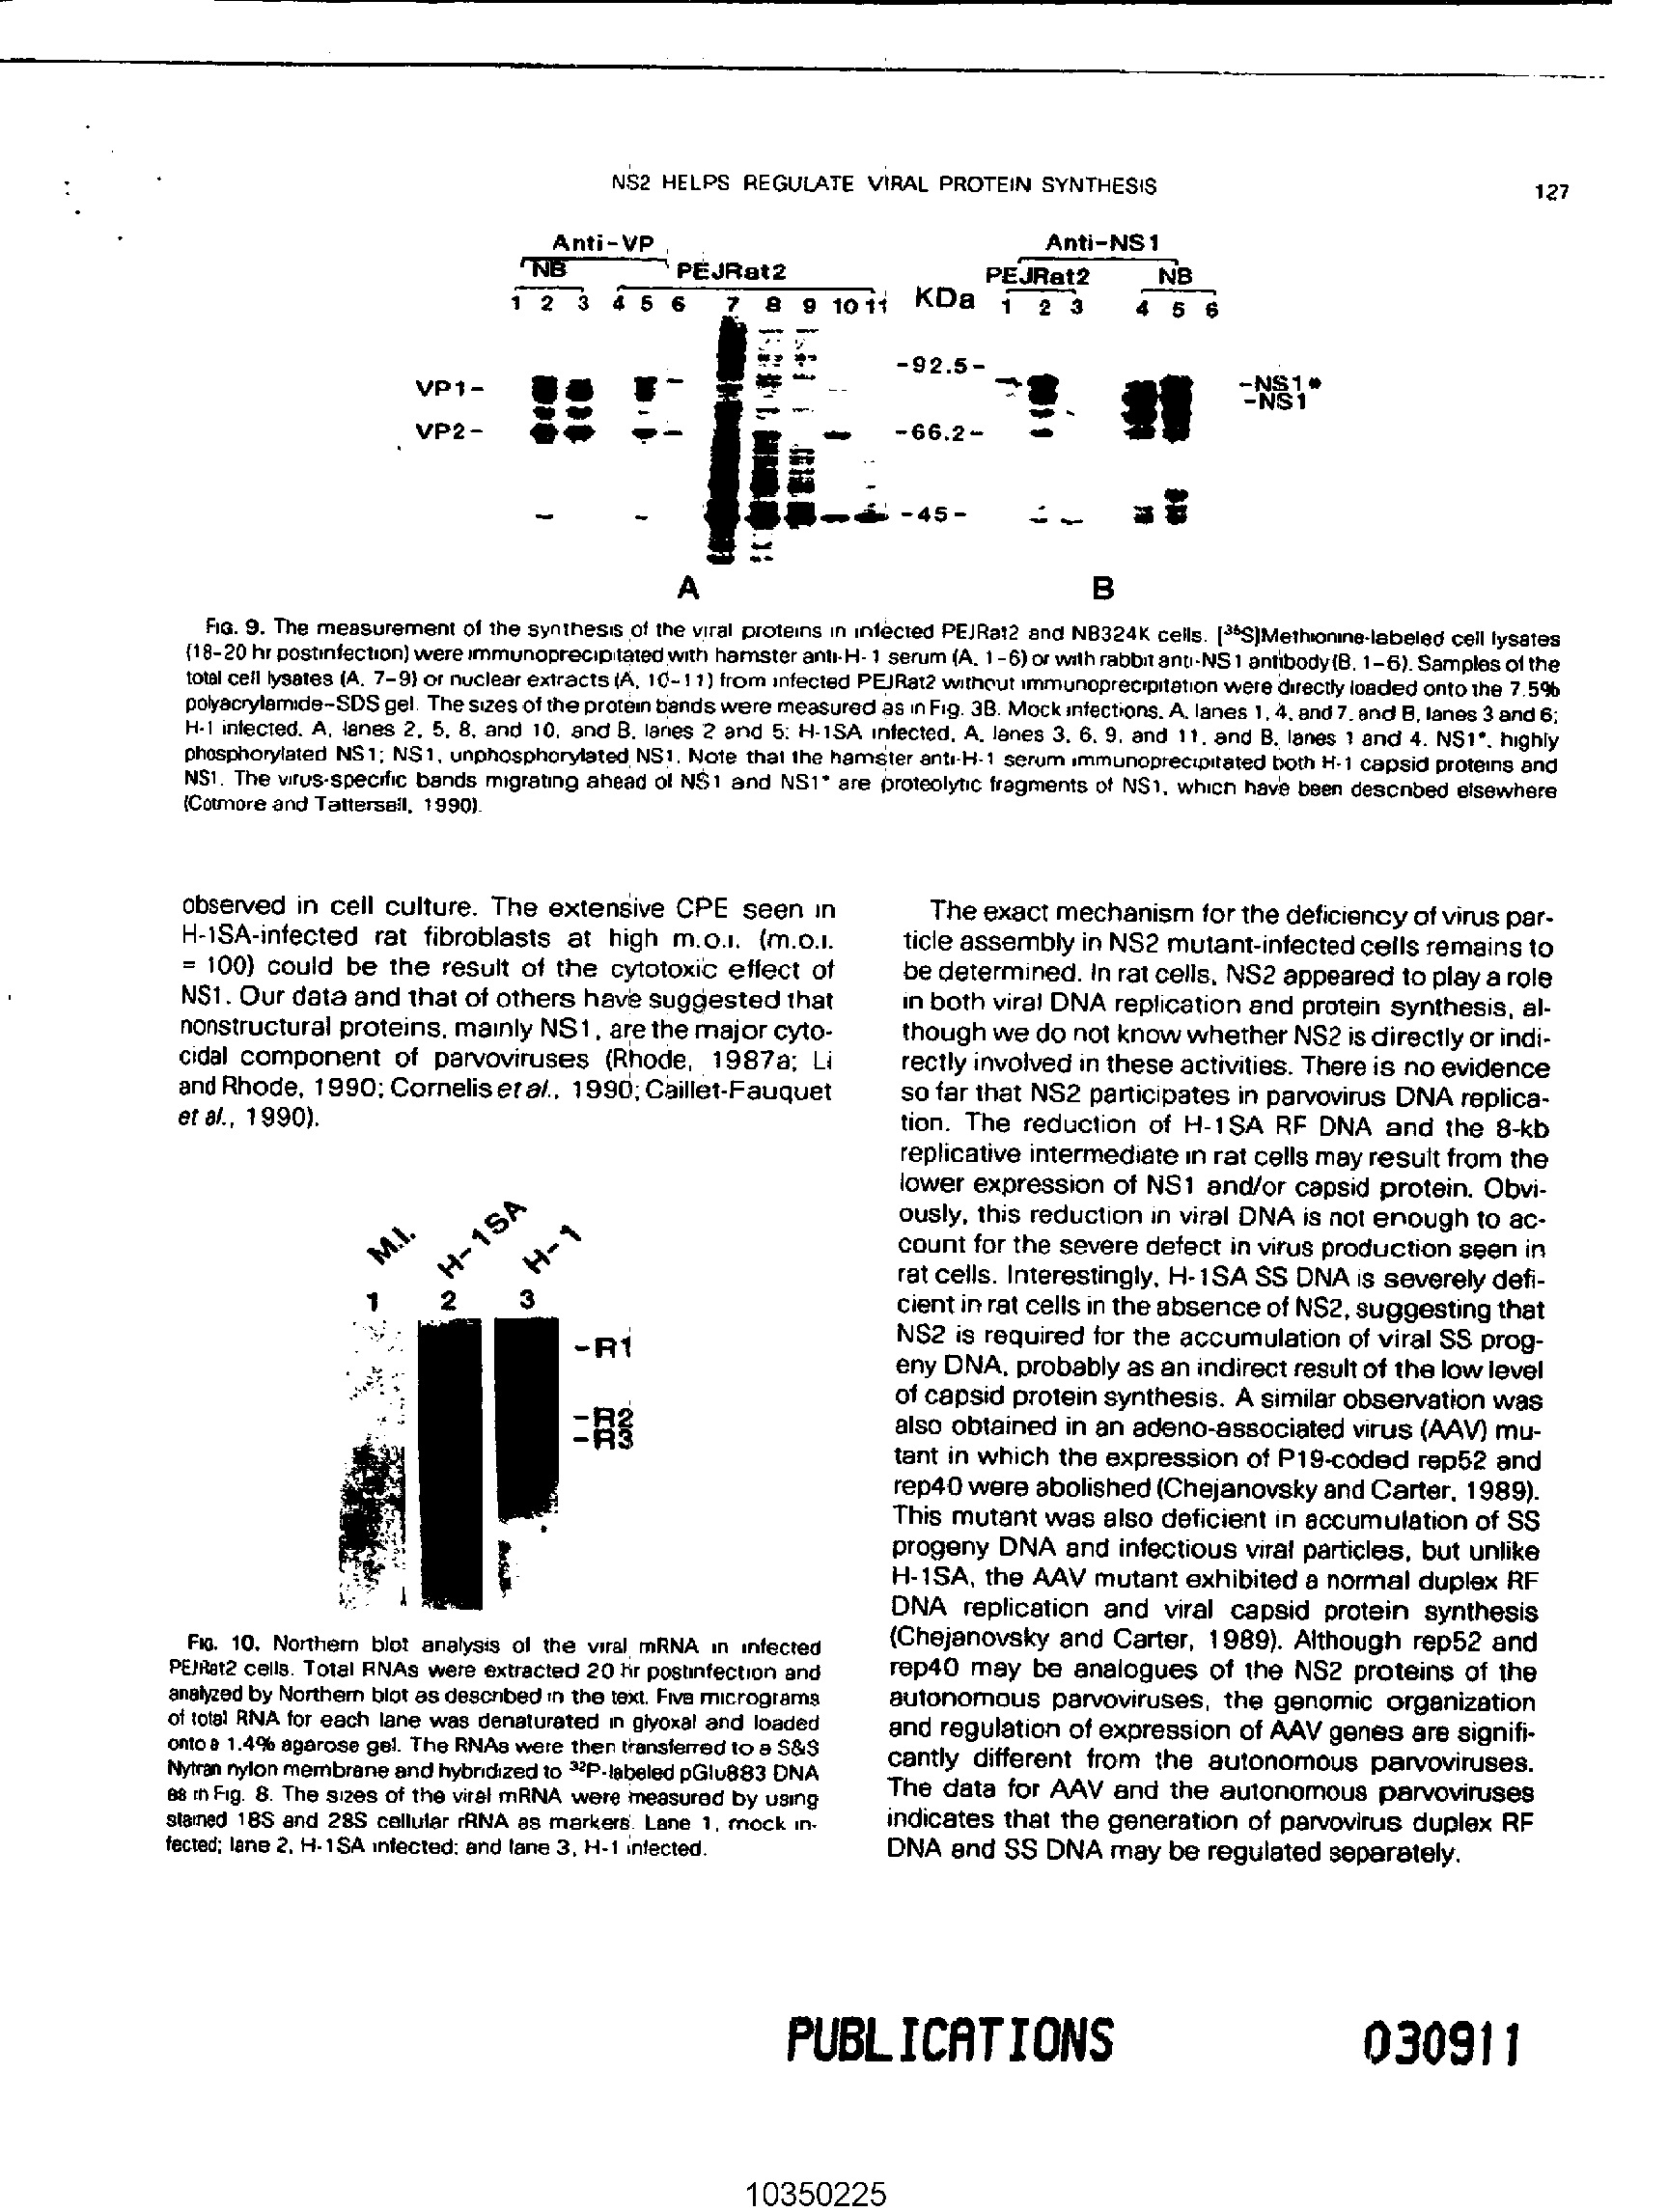 NS2 HELPS REGULATE VIRAL PROTEIN SYNTHESIS
127
Anti-VP
NB
PEJRat2
1 2 3 4 5 6 7 8 9 10 11
KDa
Anti-NS1
PEJRat2
NB
1 2 3 4 5 6
-92.5-
VP1-
-NS1*
-NS1
VP2-
-66.2-
-45-
A
B
FIG. 9. The measurement of the synthesis of the viral proteins in infected PEJRat2 and NB324K cells. [³⁵S]Methionine-labeled cell lysates
(18-20 hr postinfection) were immunoprecipitated with hamster anti-H-1 serum (A, 1-6) or with rabbit anti-NS1 antibody (B, 1-6). Samples of the
total cell lysates (A, 7-9) or nuclear extracts (A, 10-11) from infected PEJRat2 without immunoprecipitation were directly loaded onto the 7.5%
polyacrylamide-SDS gel. The sizes of the protein bands were measured as in Fig. 3B. Mock infections. A, lanes 1, 4, and 7, and B, lanes 3 and 6;
H-1 infected, A, lanes 2, 5, 8, and 10, and B, lanes 2 and 5: H-1SA infected, A, lanes 3, 6, 9, and 11, and B, lanes 1 and 4. NS1*, highly
phosphorylated NS1; NS1, unphosphorylated NS1. Note that the hamster anti-H-1 serum immunoprecipitated both H-1 capsid proteins and
NS1. The virus-specific bands migrating ahead of NS1 and NS1* are proteolytic fragments of NS1, which have been described elsewhere
(Cotmore and Tattersall, 1990).
observed in cell culture. The extensive CPE seen in
H-1SA-infected rat fibroblasts at high m.o.i. (m.o.i.
= 100) could be the result of the cytotoxic effect of
NS1. Our data and that of others have suggested that
nonstructural proteins, mainly NS1, are the major cyto-
cidal component of parvoviruses (Rhode, 1987a; Li
and Rhode, 1990; Cornelis et al., 1990; Caillet-Fauquet
et al., 1990).
M.I.
H-1SA
H-1
1 2 3
-R1
-R2
-R3
FIG. 10. Northern blot analysis of the viral mRNA in infected
PEJRat2 cells. Total RNAs were extracted 20 hr postinfection and
analyzed by Northern blot as described in the text. Five micrograms
of total RNA for each lane was denaturated in glyoxal and loaded
onto a 1.4% agarose gel. The RNAs were then transferred to a S&S
Nytran nylon membrane and hybridized to ³²P-labeled pGlu883 DNA
as in Fig. 8. The sizes of the viral mRNA were measured by using
stained 18S and 28S cellular rRNA as markers. Lane 1, mock in-
fected; lane 2, H-1SA infected; and lane 3, H-1 infected.
The exact mechanism for the deficiency of virus par-
ticle assembly in NS2 mutant-infected cells remains to
be determined. In rat cells, NS2 appeared to play a role
in both viral DNA replication and protein synthesis, al-
though we do not know whether NS2 is directly or indi-
rectly involved in these activities. There is no evidence
so far that NS2 participates in parvovirus DNA replica-
tion. The reduction of H-1SA RF DNA and the 8-kb
replicative intermediate in rat cells may result from the
lower expression of NS1 and/or capsid protein. Obvi-
ously, this reduction in viral DNA is not enough to ac-
count for the severe defect in virus production seen in
rat cells. Interestingly, H-1SA SS DNA is severely defi-
cient in rat cells in the absence of NS2, suggesting that
NS2 is required for the accumulation of viral SS prog-
eny DNA, probably as an indirect result of the low level
of capsid protein synthesis. A similar observation was
also obtained in an adeno-associated virus (AAV) mu-
tant in which the expression of P19-coded rep52 and
rep40 were abolished (Chejanovsky and Carter, 1989).
This mutant was also deficient in accumulation of SS
progeny DNA and infectious viral particles, but unlike
H-1SA, the AAV mutant exhibited a normal duplex RF
DNA replication and viral capsid protein synthesis
(Chejanovsky and Carter, 1989). Although rep52 and
rep40 may be analogues of the NS2 proteins of the
autonomous parvoviruses, the genomic organization
and regulation of expression of AAV genes are signifi-
cantly different from the autonomous parvoviruses.
The data for AAV and the autonomous parvoviruses
indicates that the generation of parvovirus duplex RF
DNA and SS DNA may be regulated separately.
PUBLICATIONS
030911
10350225